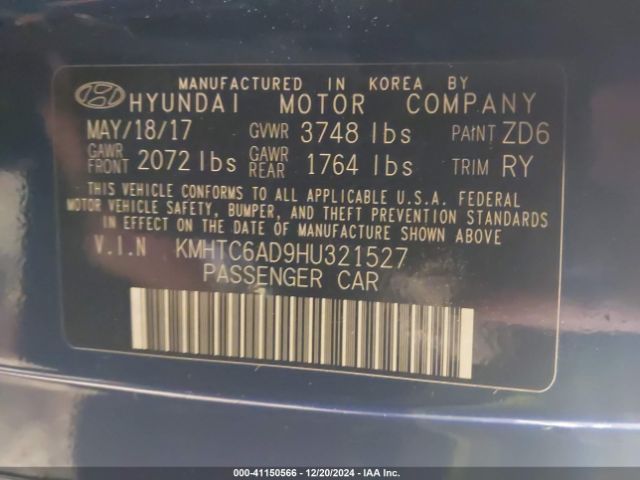 MANUFACTURED IN KOREA BY
HYUNDAI MOTOR COMPANY
MAY/18/17 GVWR 3748 lbs PAINT ZD6
GAWR FRONT 2072 lbs GAWR REAR 1764 lbs TRIM RY
THIS VEHICLE CONFORMS TO ALL APPLICABLE U.S.A. FEDERAL
MOTOR VEHICLE SAFETY, BUMPER, AND THEFT PREVENTION STANDARDS
IN EFFECT ON THE DATE OF MANUFACTURE SHOWN ABOVE
V.I.N KMHTC6AD9HU321527
PASSENGER CAR
000-41150566 - 12/20/2024 - IAA Inc.